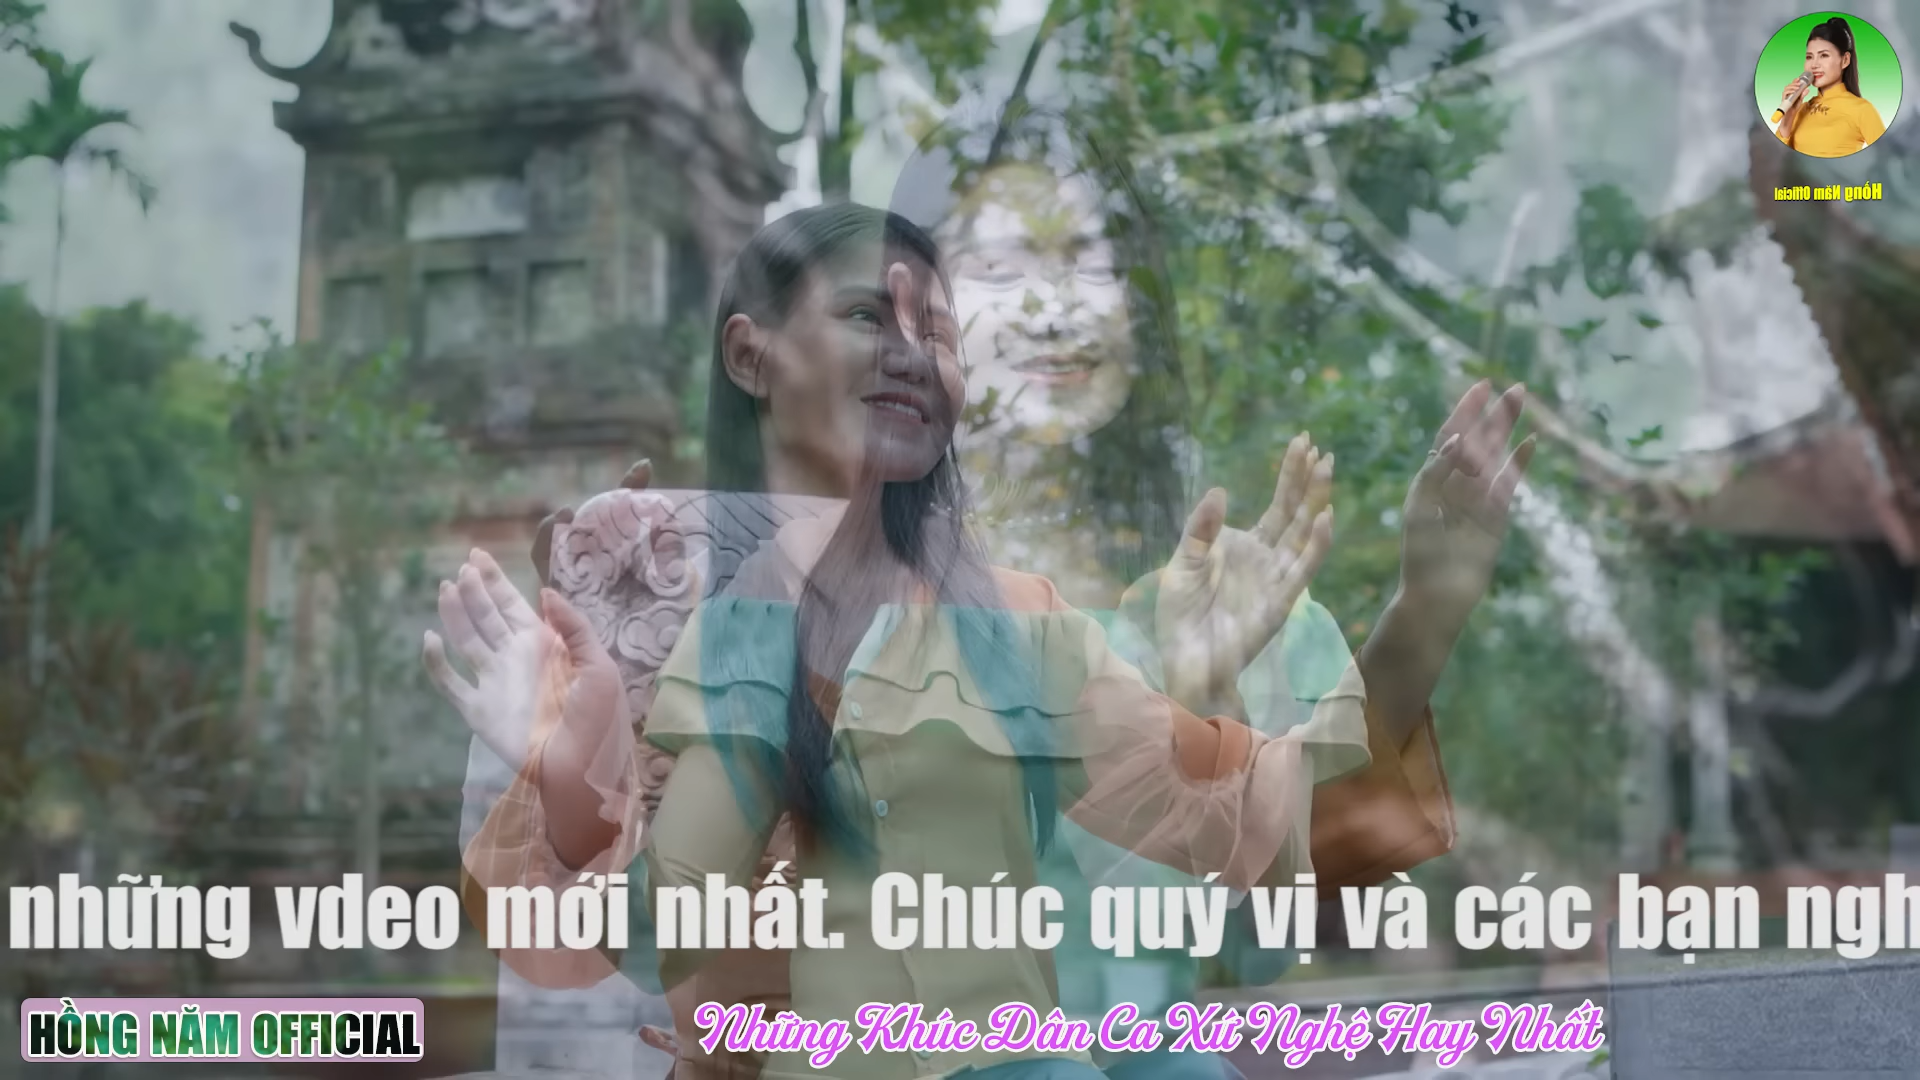 Hồng Năm Official
những vdeo mới nhất. Chúc quý vị và các bạn ngh
HỒNG NĂM OFFICIAL
Những Khúc Dân Ca Xứ Nghệ Hay Nhất